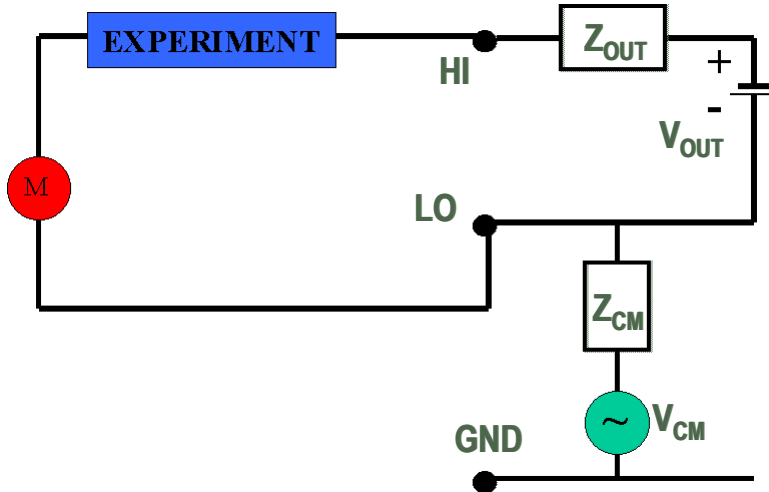 EXPERIMENT
HI
Z_OUT
+
-
V_OUT
M
LO
Z_CM
~
V_CM
GND